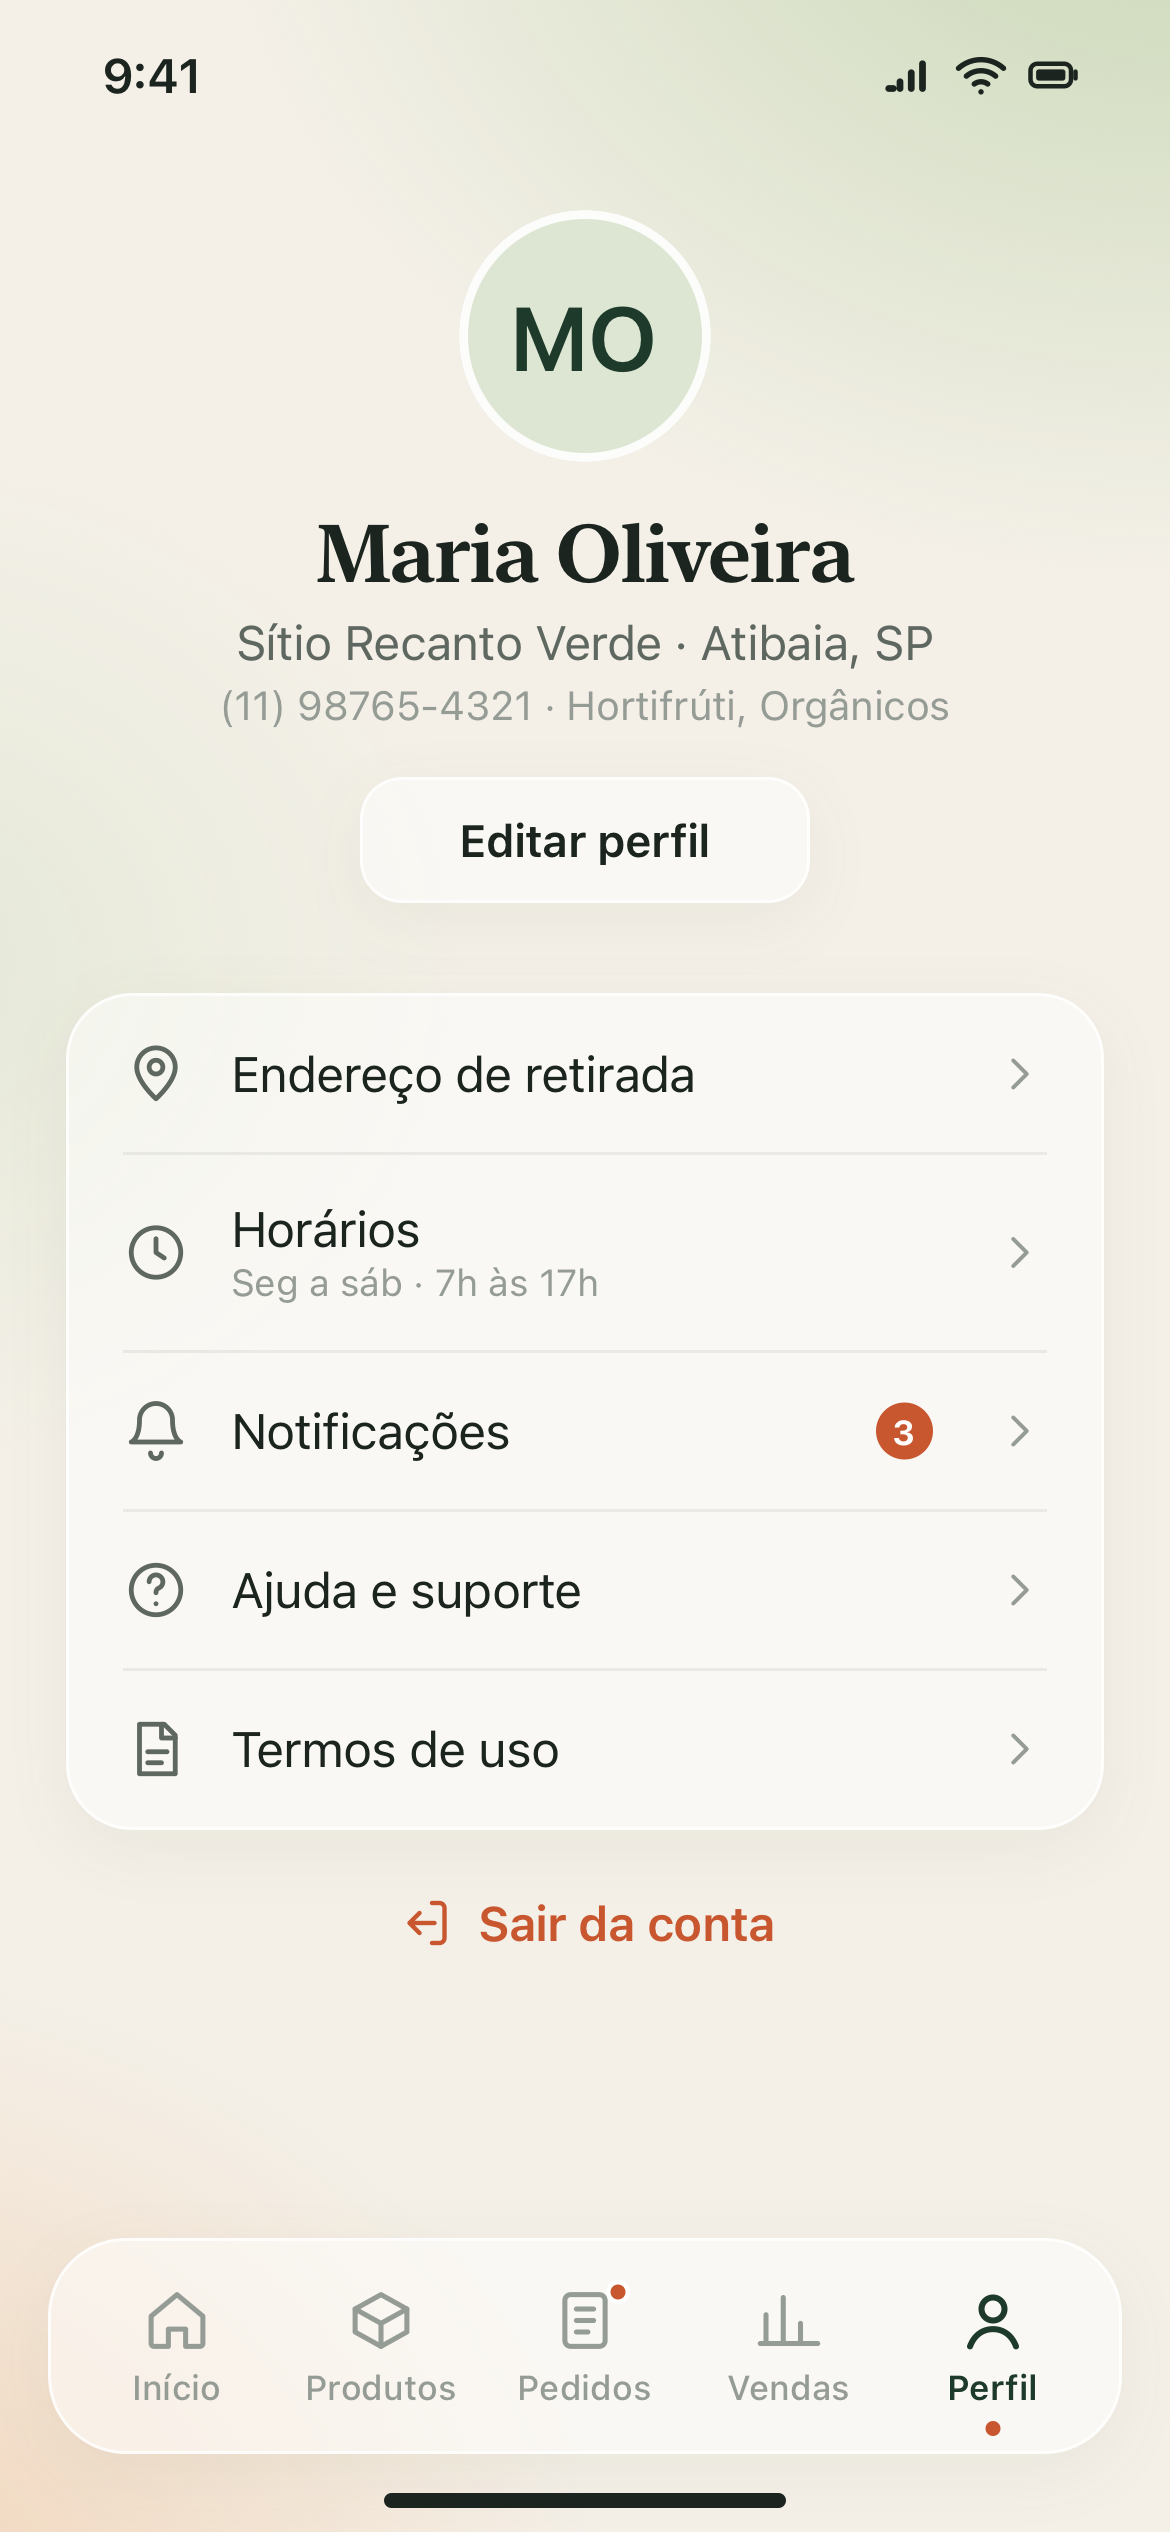 9:41
MO
Maria Oliveira
Sítio Recanto Verde · Atibaia, SP
(11) 98765-4321 · Hortifrúti, Orgânicos
Editar perfil
Endereço de retirada
Horários
Seg a sáb · 7h às 17h
Notificações 3
Ajuda e suporte
Termos de uso
Sair da conta
Início Produtos Pedidos Vendas Perfil